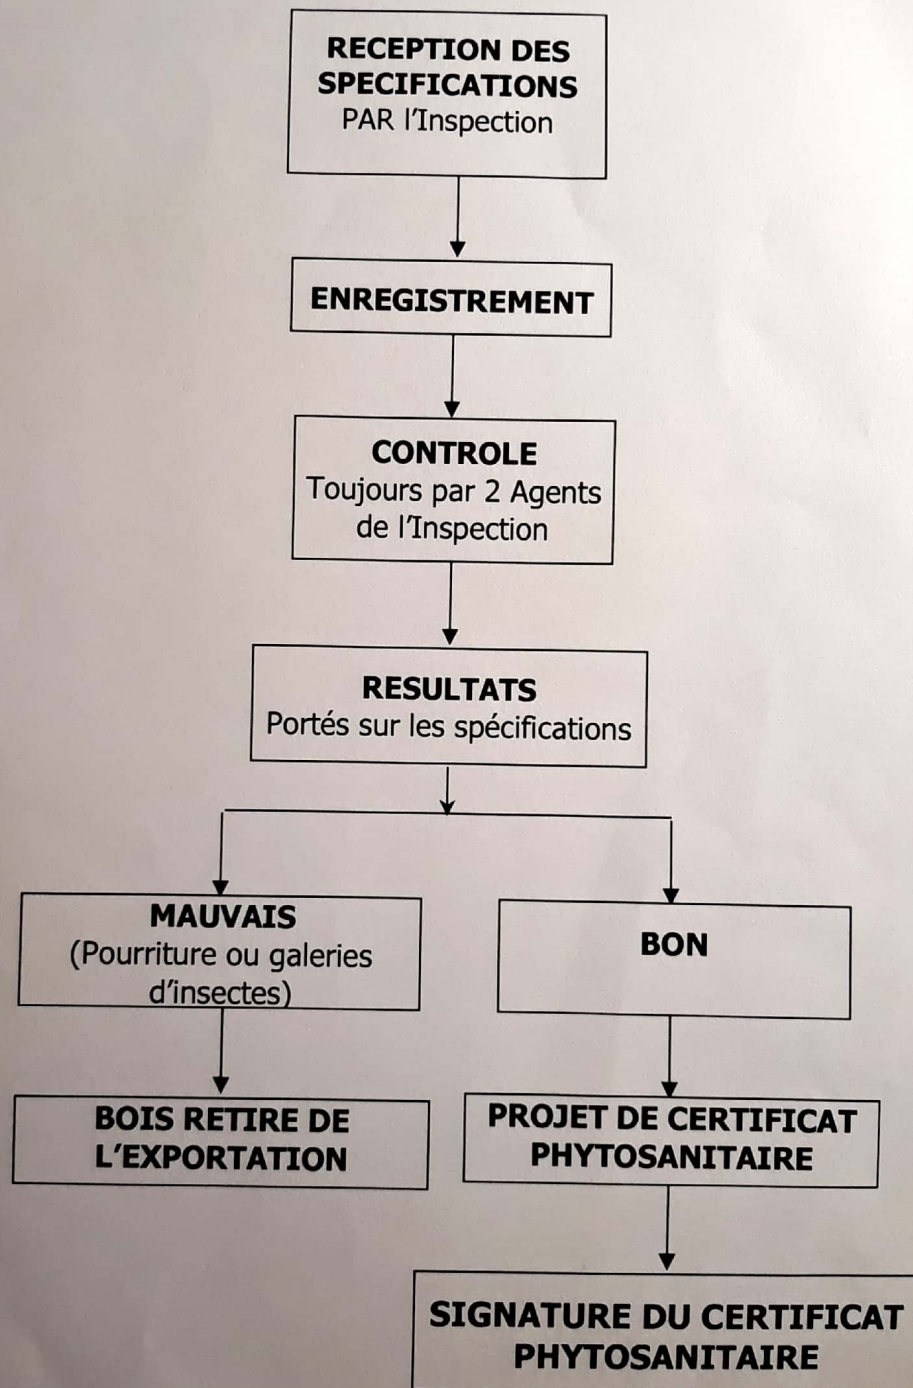 RECEPTION DES
SPECIFICATIONS
PAR l'Inspection
ENREGISTREMENT
CONTROLE
Toujours par 2 Agents
de l'Inspection
RESULTATS
Portés sur les spécifications
MAUVAIS
(Pourriture ou galeries
d'insectes)
BON
BOIS RETIRE DE
L'EXPORTATION
PROJET DE CERTIFICAT
PHYTOSANITAIRE
SIGNATURE DU CERTIFICAT
PHYTOSANITAIRE